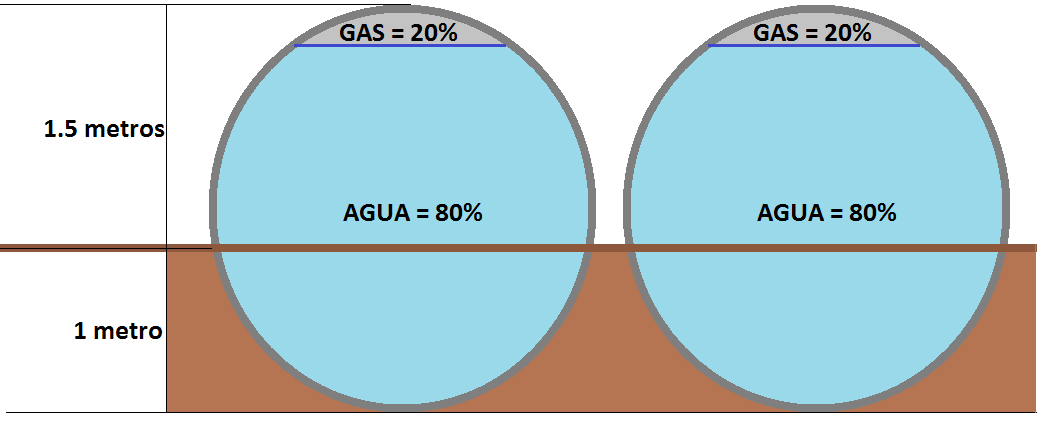 GAS = 20%
GAS = 20%
1.5 metros
AGUA = 80%
AGUA = 80%
1 metro